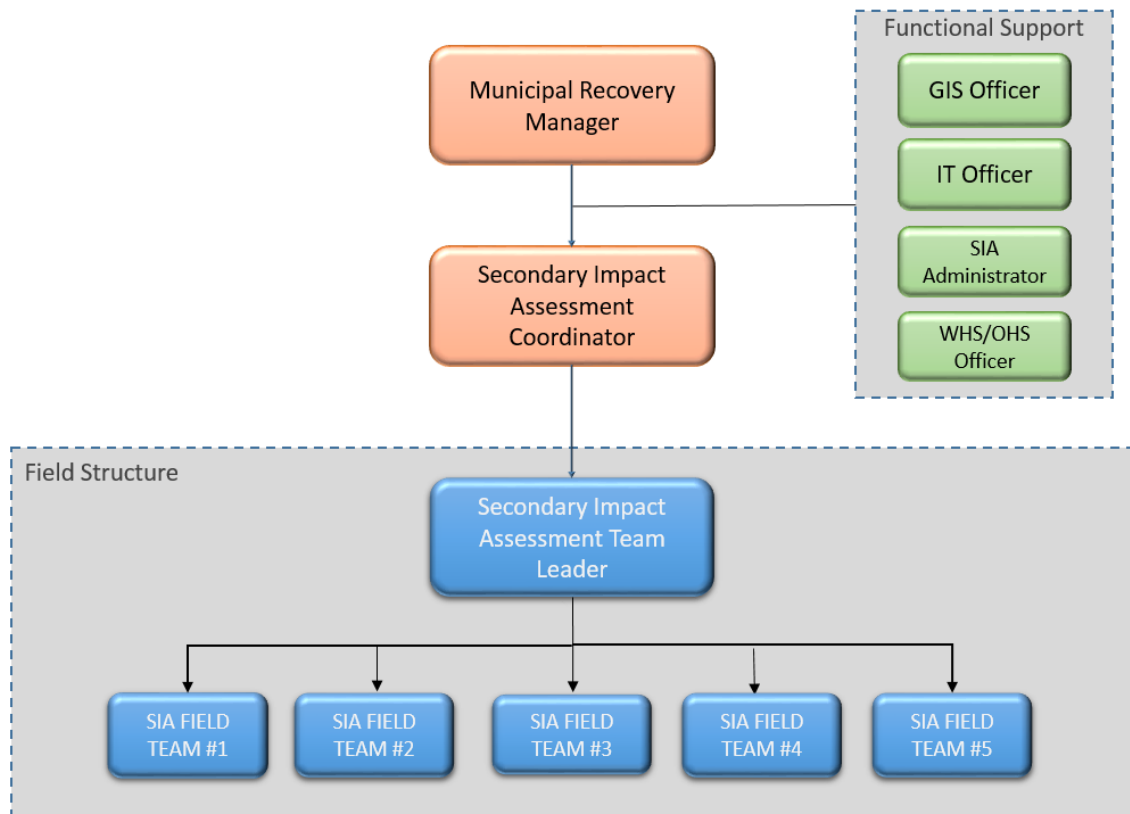 Functional Support
GIS Officer
IT Officer
SIA
Administrator
WHS/OHS
Officer
Municipal Recovery
Manager
Secondary Impact
Assessment
Coordinator
Field Structure
Secondary Impact
Assessment Team
Leader
SIA FIELD
TEAM #1
SIA FIELD
TEAM #2
SIA FIELD
TEAM #3
SIA FIELD
TEAM #4
SIA FIELD
TEAM #5